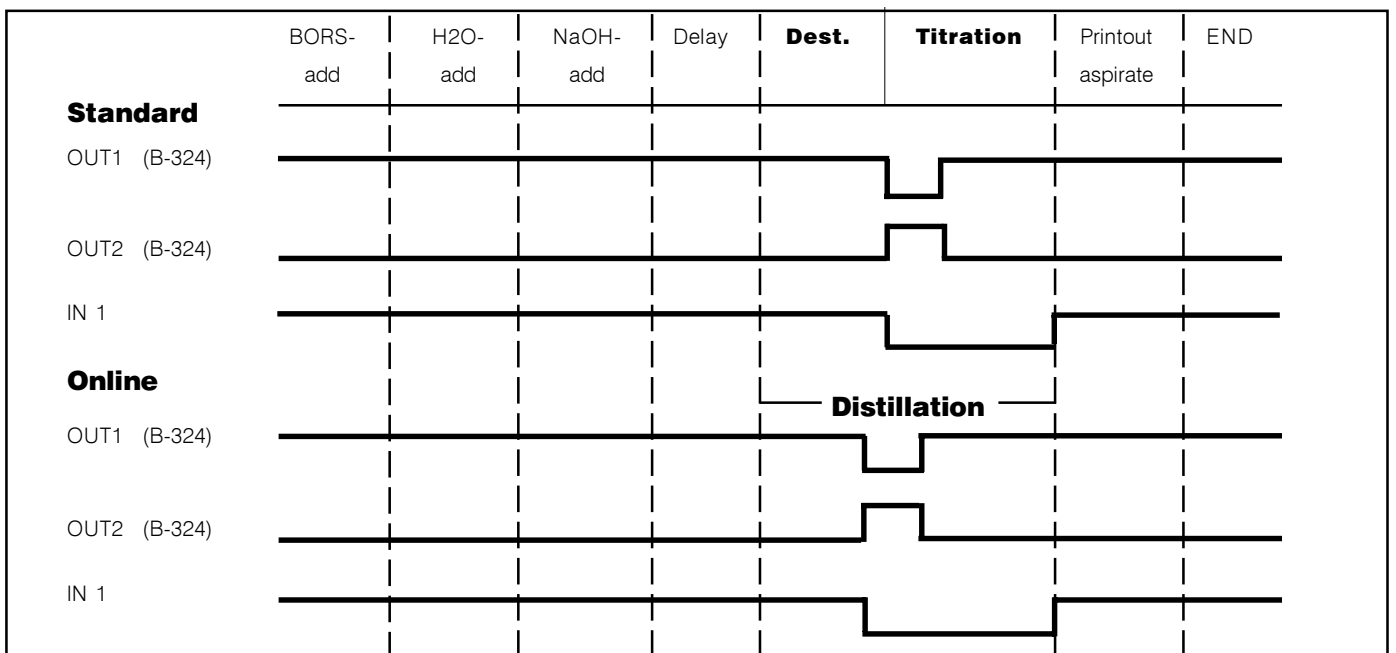 BORS- H2O- NaOH- Delay Dest. Titration Printout END
add add add aspirate
Standard
OUT1 (B-324)
OUT2 (B-324)
IN 1
Online
Distillation
OUT1 (B-324)
OUT2 (B-324)
IN 1